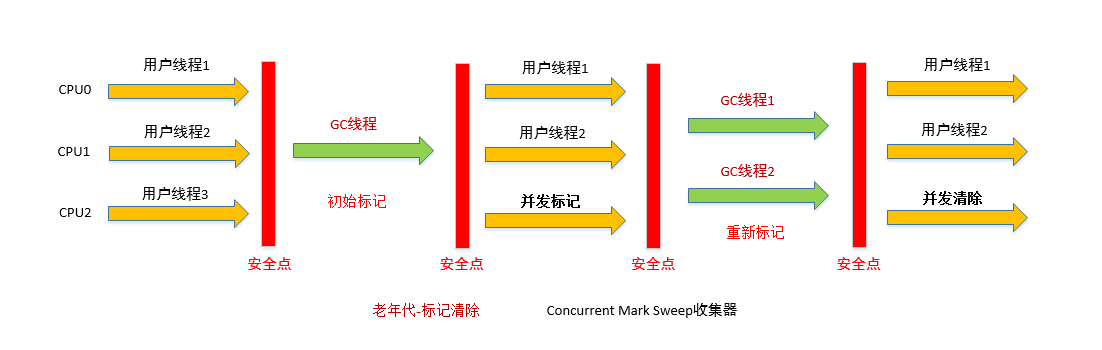 CPU0
用户线程1
CPU1
用户线程2
CPU2
用户线程3
安全点
GC线程
初始标记
安全点
用户线程1
用户线程2
并发标记
安全点
GC线程1
GC线程2
重新标记
安全点
用户线程1
用户线程2
并发清除
老年代-标记清除
Concurrent Mark Sweep收集器